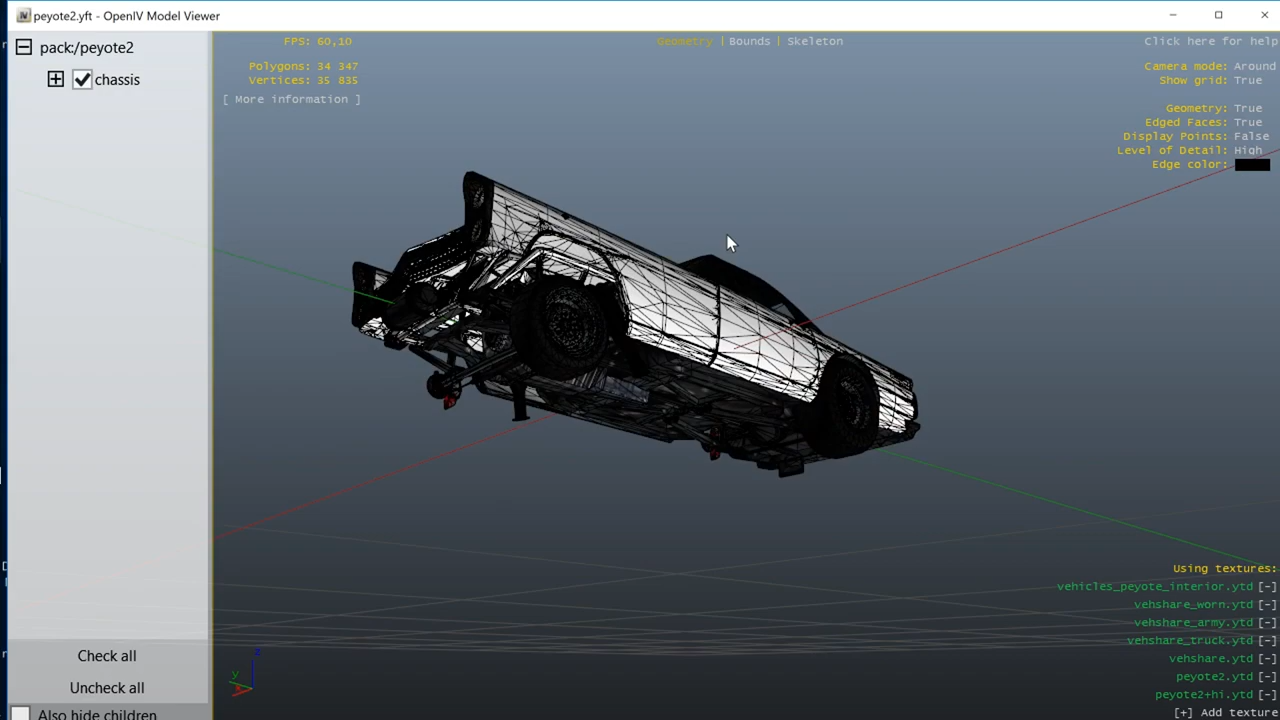 peyote2.yft - OpenIV Model Viewer
pack:/peyote2
chassis
Check all
Uncheck all
Also hide children
FPS: 60,10
Polygons: 34 347
Vertices: 35 835
[ More information ]
Geometry | Bounds | Skeleton
Click here for help
Camera mode: Around
Show grid: True
Geometry: True
Edged Faces: True
Display Points: False
Level of Detail: High
Edge color:
Using textures:
vehicles_peyote_interior.ytd [-]
vehshare_worn.ytd [-]
vehshare_army.ytd [-]
vehshare_truck.ytd [-]
vehshare.ytd [-]
peyote2.ytd [-]
peyote2+hi.ytd [-]
[+] Add texture
z
y
x